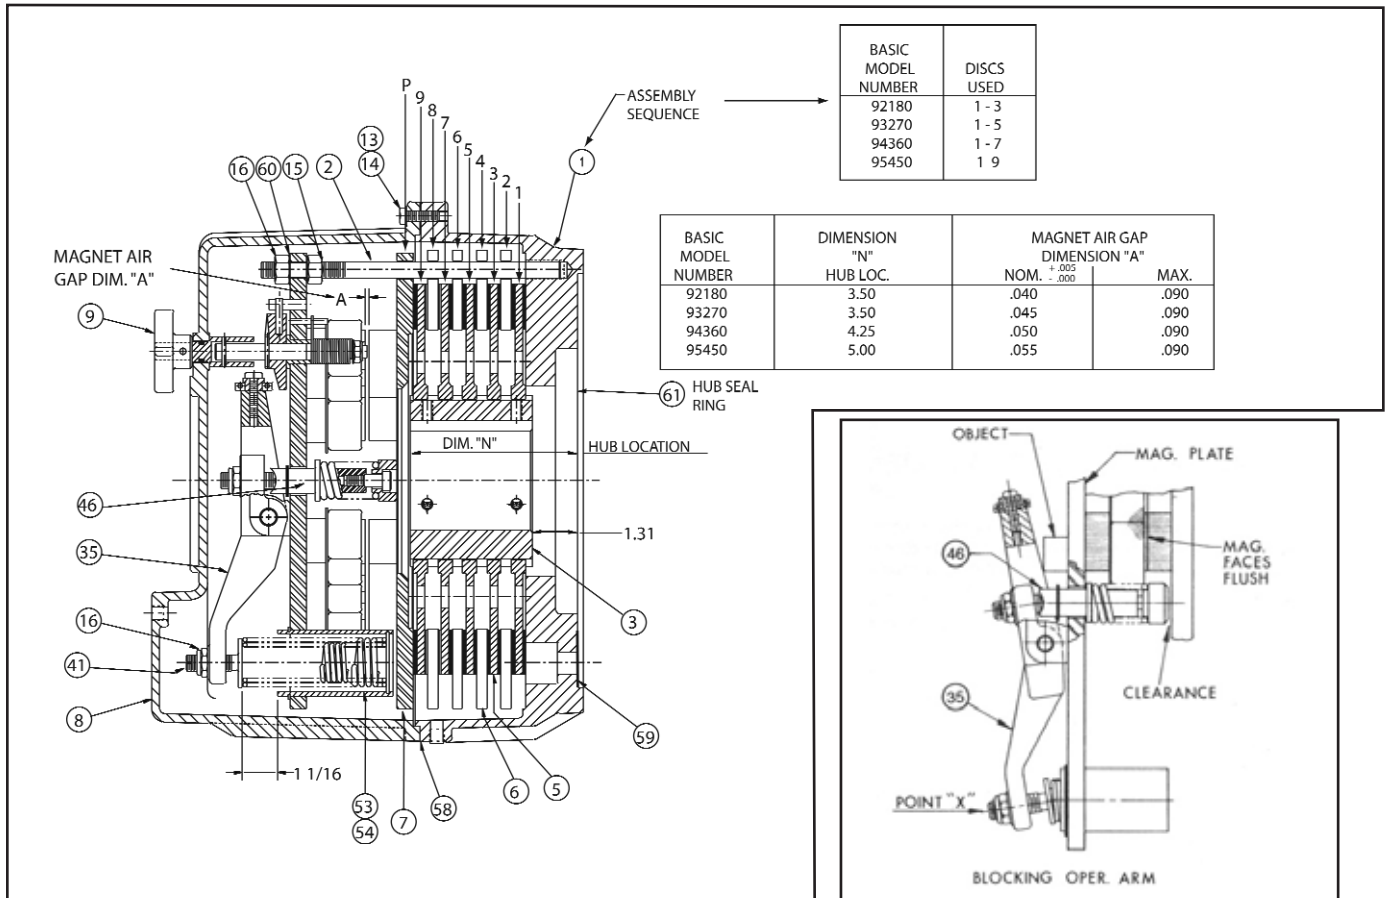 BASIC MODEL NUMBER DISCS USED
92180 1 - 3
93270 1 - 5
94360 1 - 7
95450 1 9
ASSEMBLY SEQUENCE
P
9
8
7
6
5
4
3
2
1
13
14
16
60
15
2
1
BASIC MODEL NUMBER DIMENSION "N" HUB LOC. MAGNET AIR GAP DIMENSION "A"
NOM. + .005 - .000 MAX.
92180 3.50 .040 .090
93270 3.50 .045 .090
94360 4.25 .050 .090
95450 5.00 .055 .090
MAGNET AIR
GAP DIM. "A"
A
9
61 HUB SEAL
RING
DIM. "N"
HUB LOCATION
46
1.31
35
3
16
41
8
59
1 1/16
53
54
7
58
6
5
OBJECT
MAG. PLATE
46
MAG.
FACES
FLUSH
35
CLEARANCE
POINT "X"
BLOCKING OPER. ARM